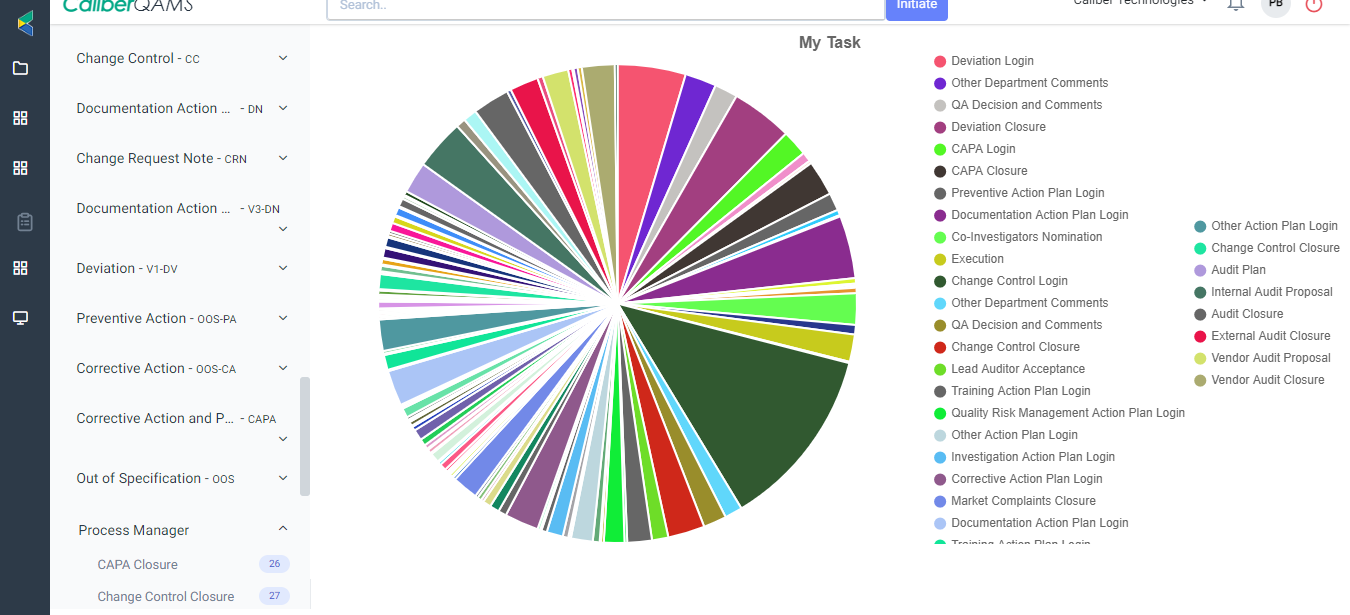 CaliberQAMS
Search..
Initiate
Caliber Technologies
PB
Change Control - CC
Documentation Action ... - DN
Change Request Note - CRN
Documentation Action ... - V3-DN
Deviation - V1-DV
Preventive Action - OOS-PA
Corrective Action - OOS-CA
Corrective Action and P... - CAPA
Out of Specification - OOS
Process Manager
CAPA Closure 26
Change Control Closure 27
My Task
Deviation Login
Other Department Comments
QA Decision and Comments
Deviation Closure
CAPA Login
CAPA Closure
Preventive Action Plan Login
Documentation Action Plan Login
Co-Investigators Nomination
Execution
Change Control Login
Other Department Comments
QA Decision and Comments
Change Control Closure
Lead Auditor Acceptance
Training Action Plan Login
Quality Risk Management Action Plan Login
Other Action Plan Login
Investigation Action Plan Login
Corrective Action Plan Login
Market Complaints Closure
Documentation Action Plan Login
Training Action Plan Login
Other Action Plan Login
Change Control Closure
Audit Plan
Internal Audit Proposal
Audit Closure
External Audit Closure
Vendor Audit Proposal
Vendor Audit Closure